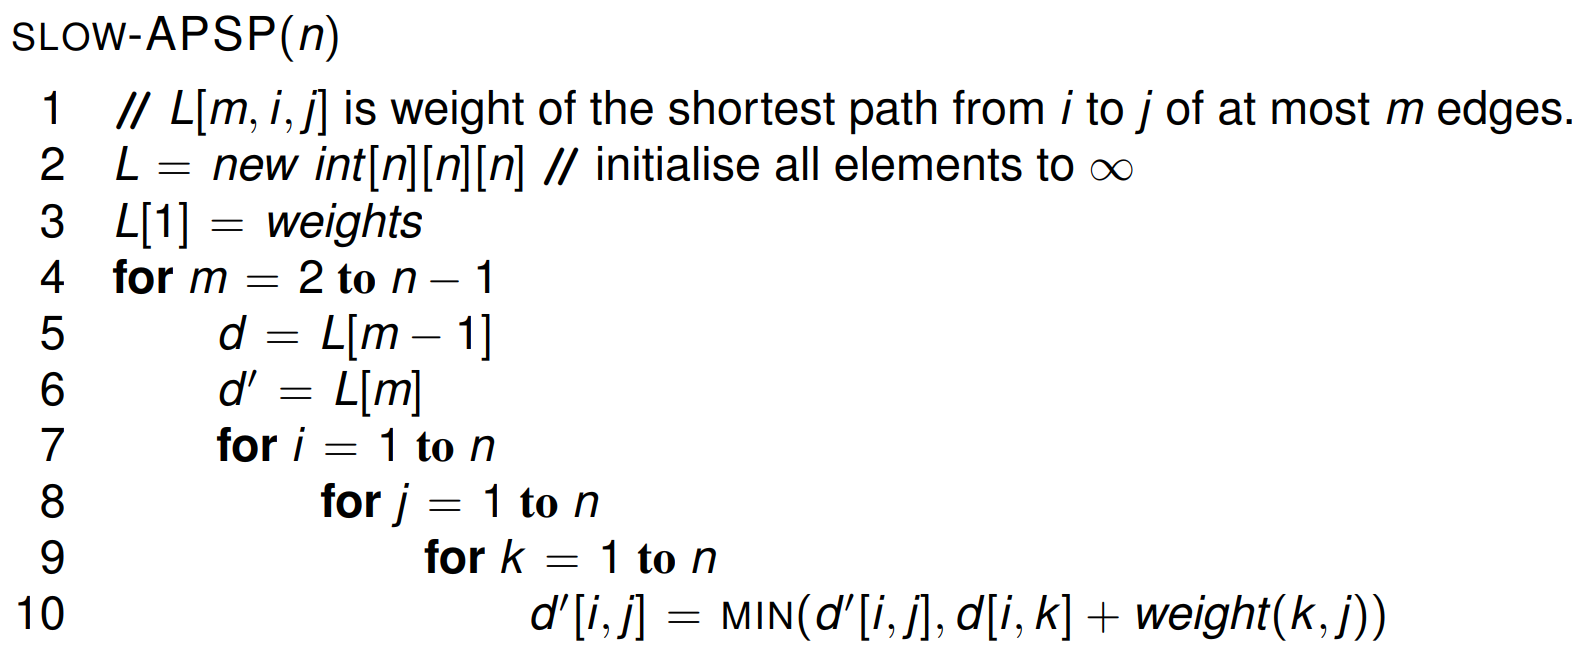 SLOW-APSP(n)
1 // L[m, i, j] is weight of the shortest path from i to j of at most m edges.
2 L = new int[n][n][n] // initialise all elements to ∞
3 L[1] = weights
4 for m = 2 to n − 1
5 d = L[m − 1]
6 d′ = L[m]
7 for i = 1 to n
8 for j = 1 to n
9 for k = 1 to n
10 d′[i, j] = MIN(d′[i, j], d[i, k] + weight(k, j))